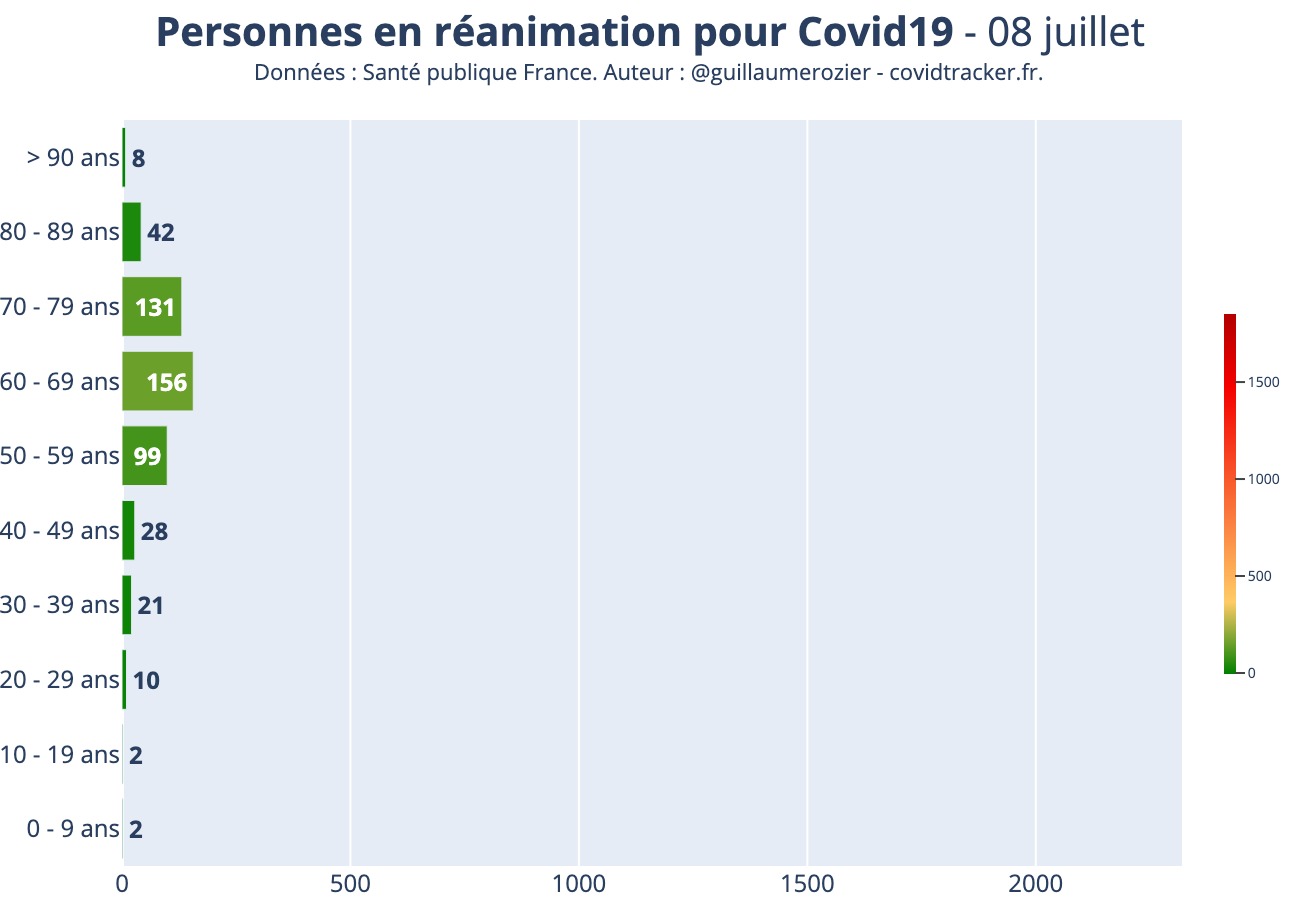 Personnes en réanimation pour Covid19 - 08 juillet
Données : Santé publique France. Auteur : @guillaumerozier - covidtracker.fr.
> 90 ans 8
80 - 89 ans 42
70 - 79 ans 131
60 - 69 ans 156
50 - 59 ans 99
40 - 49 ans 28
30 - 39 ans 21
20 - 29 ans 10
10 - 19 ans 2
0 - 9 ans 2
0 500 1000 1500 2000
1500
1000
500
0